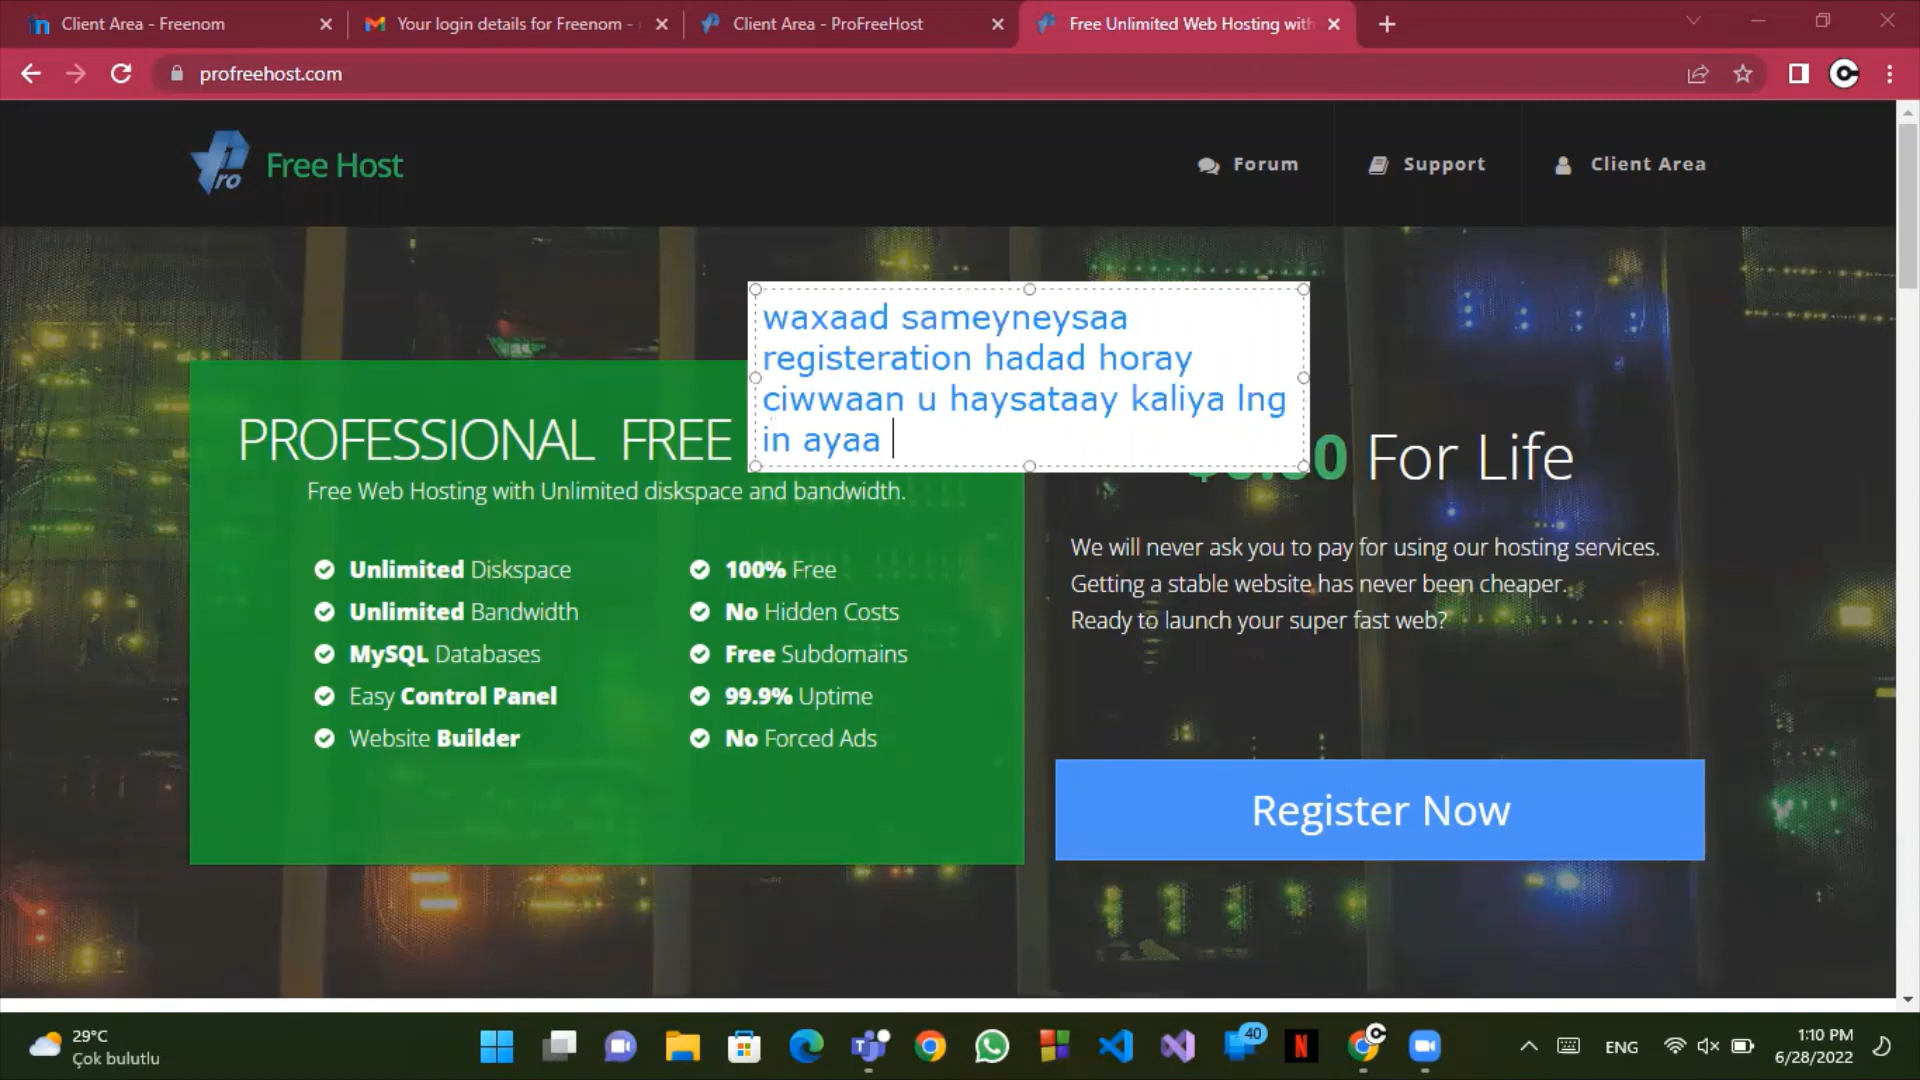 Client Area - Freenom
Your login details for Freenom -
Client Area - ProFreeHost
Free Unlimited Web Hosting with
profreehost.com
ro
Free Host
Forum
Support
Client Area
waxaad sameyneysaa
registeration hadad horay
ciwwaan u haysataay kaliya lng
in ayaa
PROFESSIONAL FREE
Free Web Hosting with Unlimited diskspace and bandwidth.
Unlimited Diskspace
Unlimited Bandwidth
MySQL Databases
Easy Control Panel
Website Builder
100% Free
No Hidden Costs
Free Subdomains
99.9% Uptime
No Forced Ads
0 For Life
We will never ask you to pay for using our hosting services.
Getting a stable website has never been cheaper.
Ready to launch your super fast web?
Register Now
29°C
Çok bulutlu
40
N
ENG
1:10 PM
6/28/2022